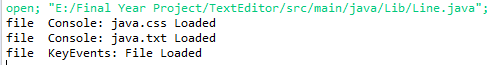 open; "E:/Final Year Project/TextEditor/src/main/java/Lib/Line.java";
file  Console: java.css Loaded
file  Console: java.txt Loaded
file  KeyEvents: File Loaded